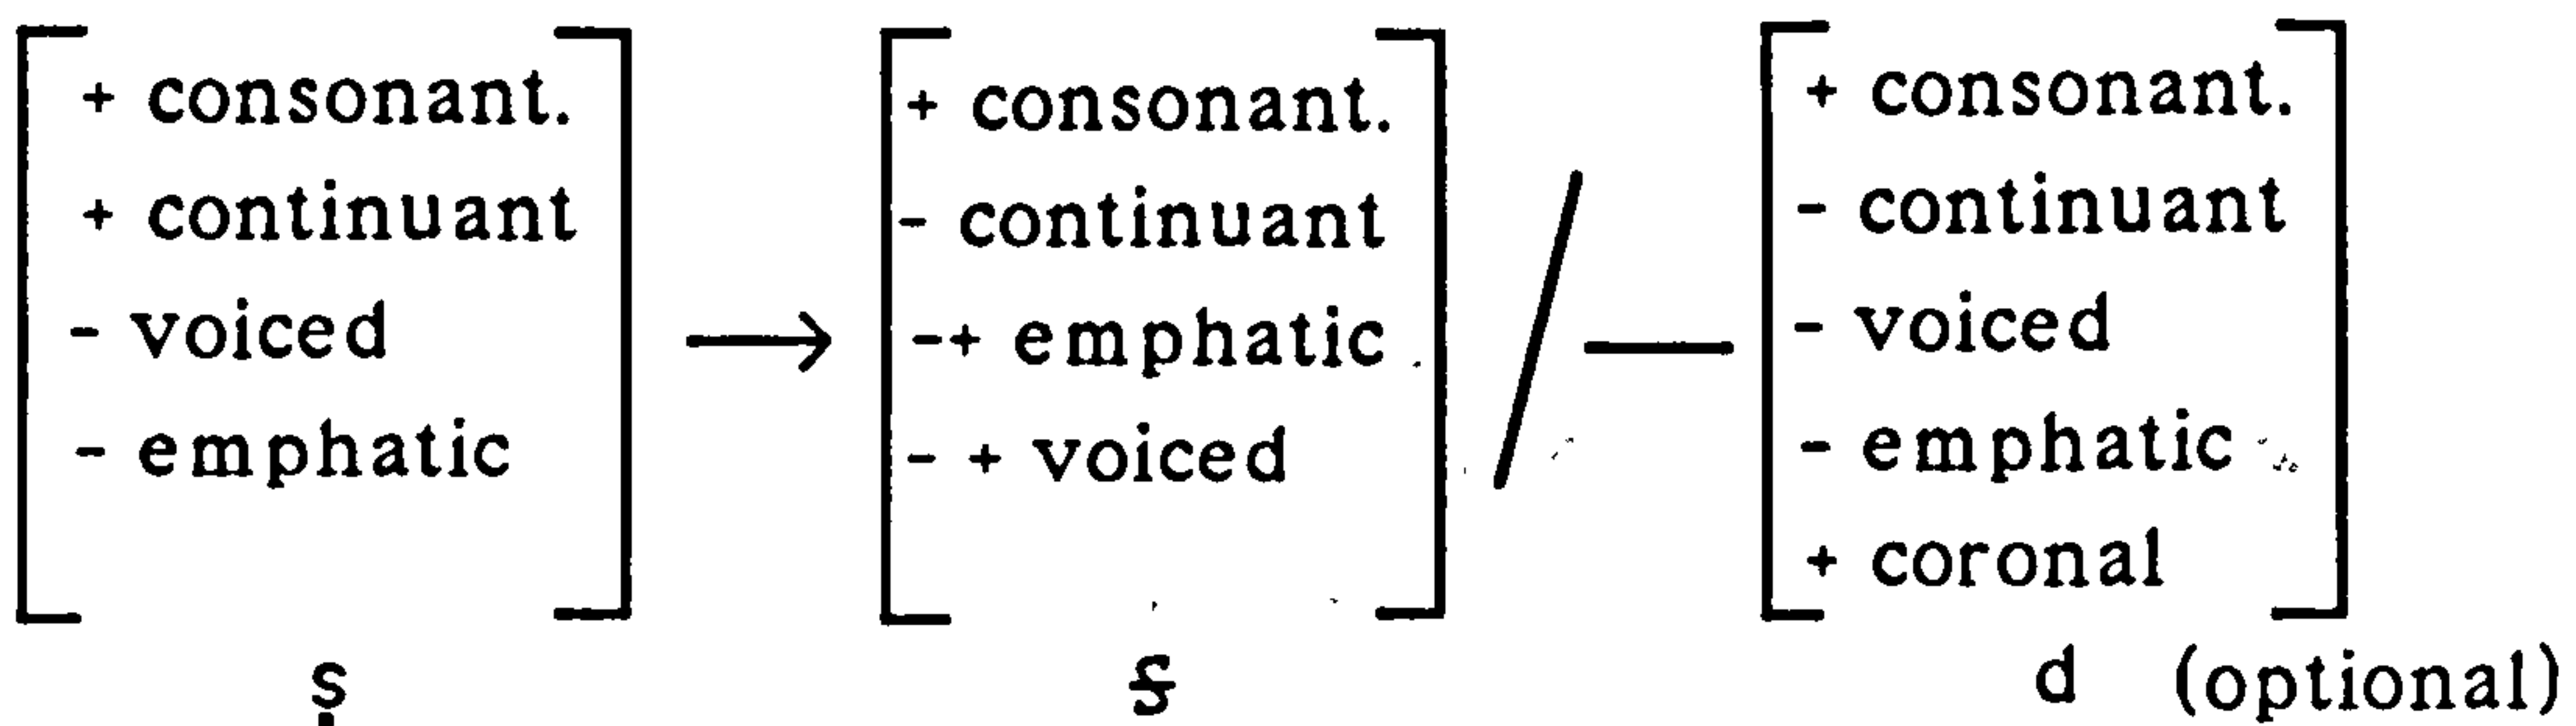 + consonant. + consonant. + consonant.
+ continuant - continuant - continuant
- voiced → -+ emphatic / — - voiced
- emphatic - + voiced - emphatic
+ coronal
ṣ s̶ d (optional)